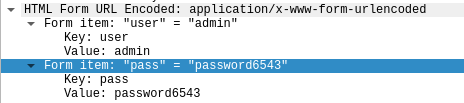 HTML Form URL Encoded: application/x-www-form-urlencoded
Form item: "user" = "admin"
Key: user
Value: admin
Form item: "pass" = "password6543"
Key: pass
Value: password6543